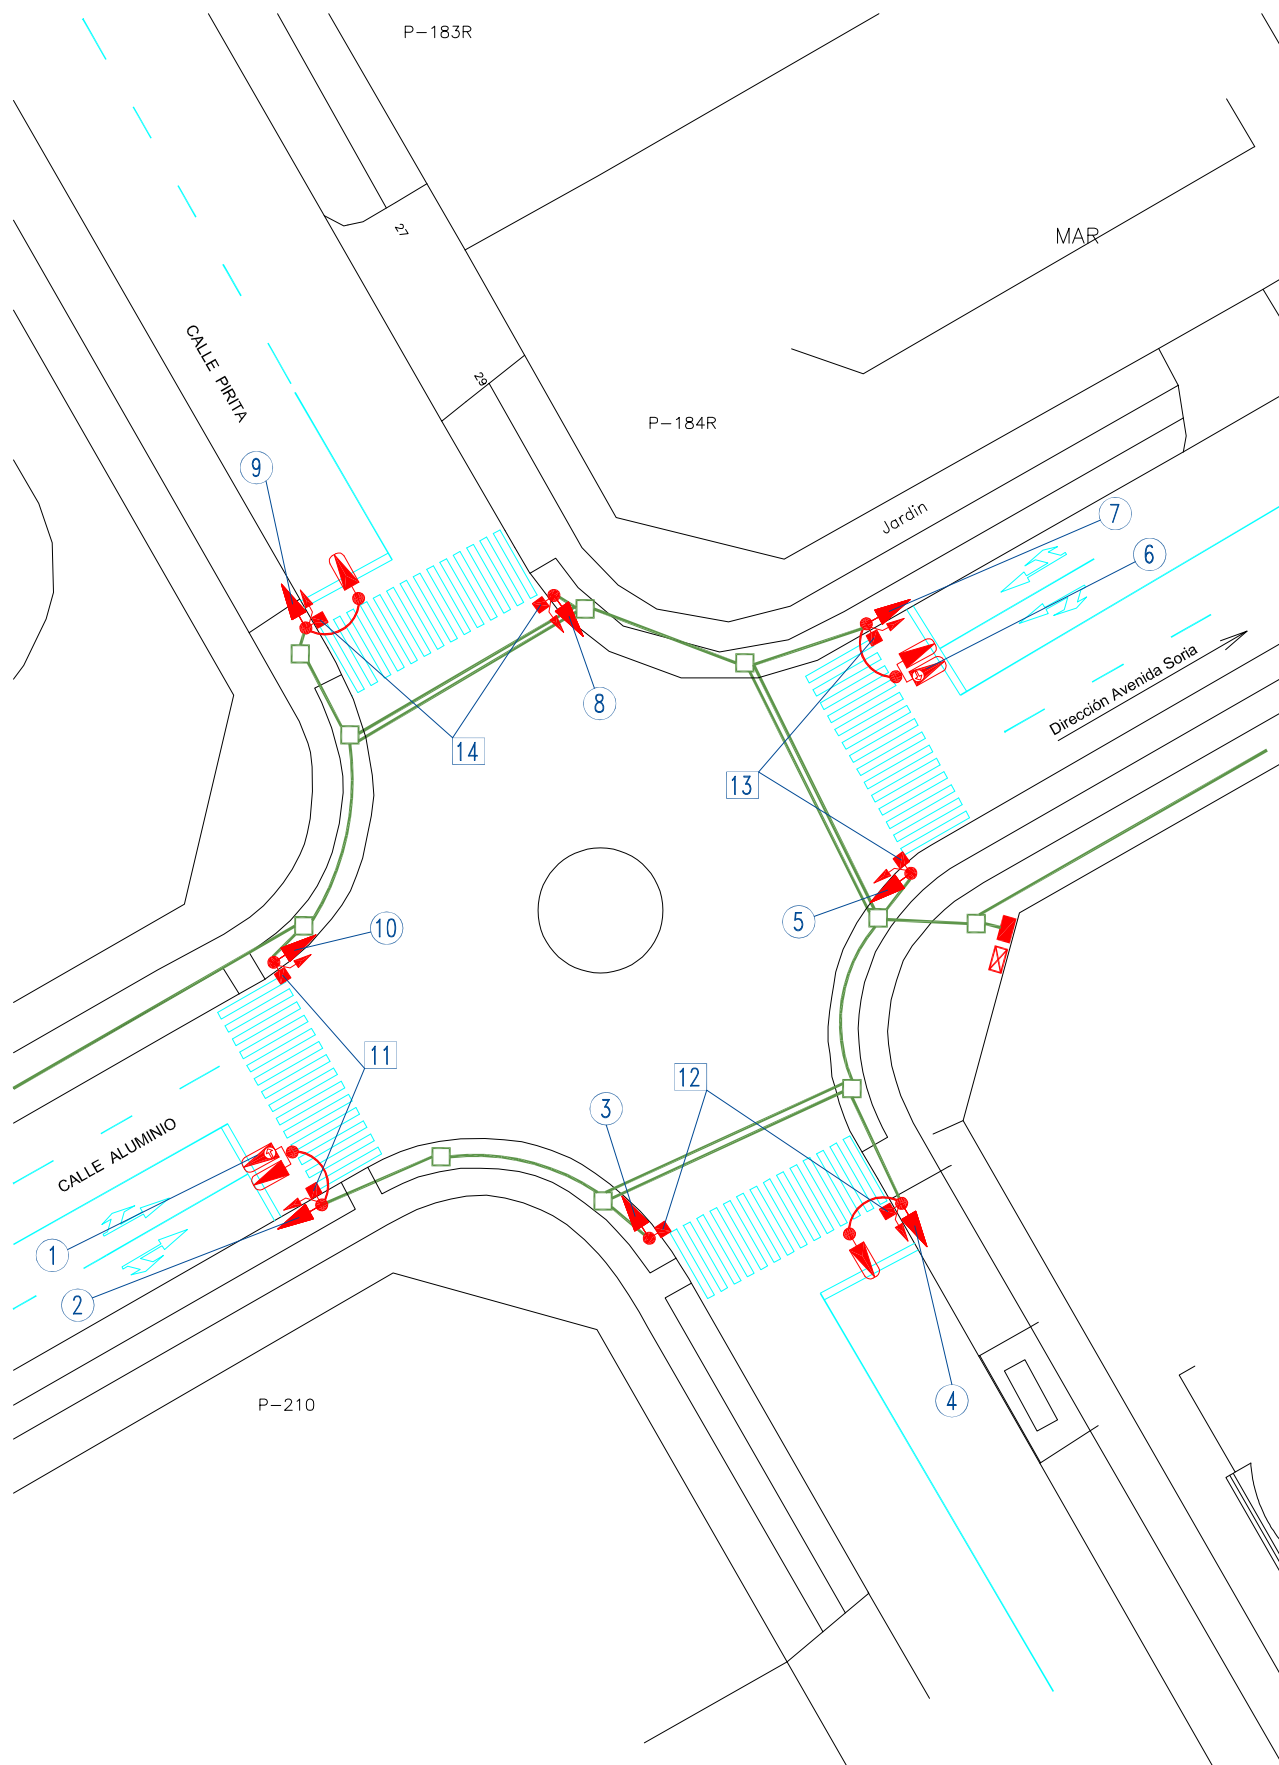 P-183R
27
MAR
CALLE PIRITA
29
P-184R
9
Jardín
7
6
Dirección Avenida Soria
8
14
13
5
10
11
12
3
CALLE ALUMINIO
1
2
4
P-210